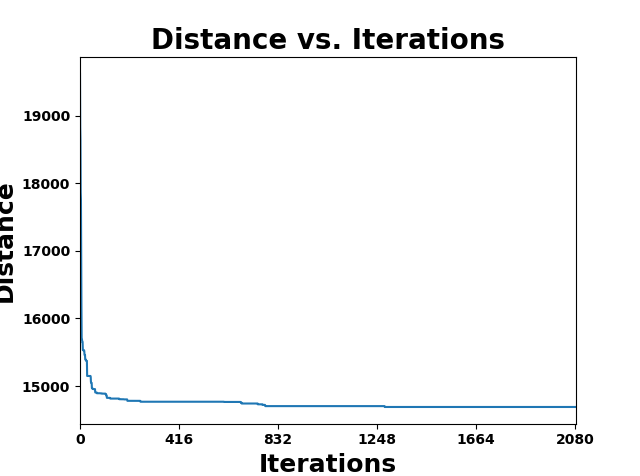 Distance vs. Iterations
19000
18000
17000
16000
15000
Distance
0 416 832 1248 1664 2080
Iterations